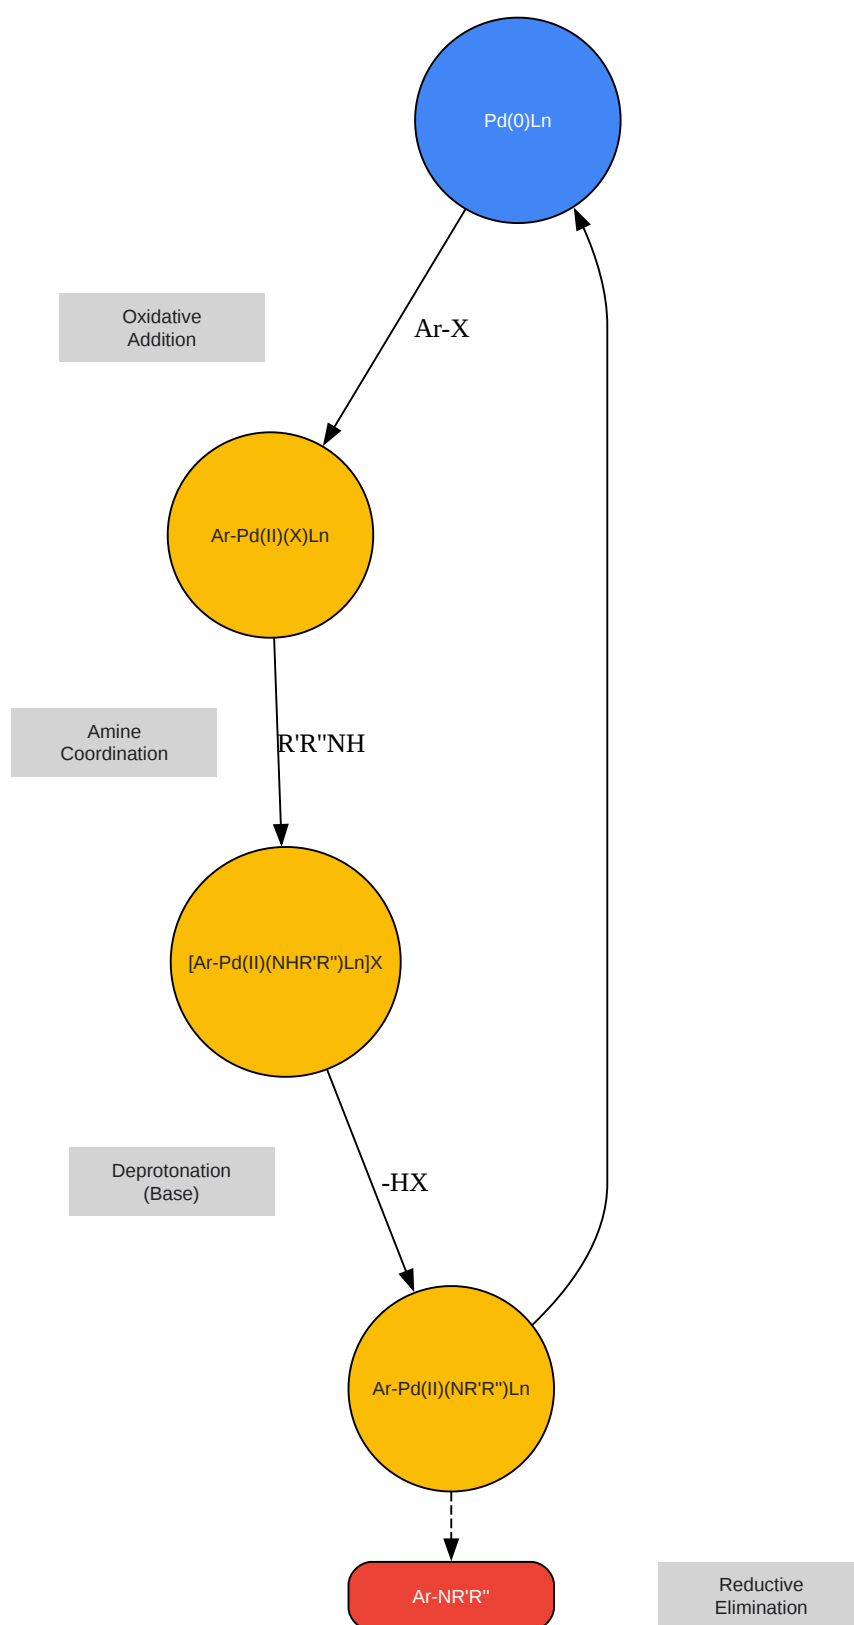 Pd(0)Ln
Oxidative
Addition
Ar-X
Ar-Pd(II)(X)Ln
Amine
Coordination
R'R"NH
[Ar-Pd(II)(NHR'R")Ln]X
Deprotonation
(Base)
-HX
Ar-Pd(II)(NR'R")Ln
Ar-NR'R"
Reductive
Elimination